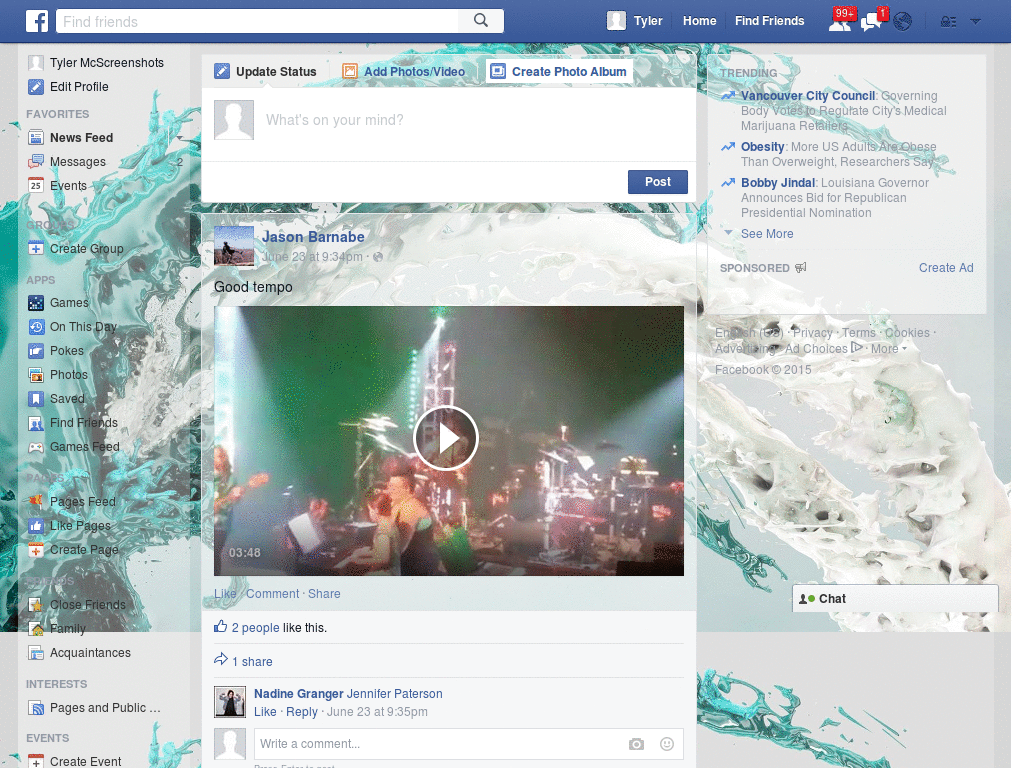 f
Find friends
Tyler
Home
Find Friends
99+
1
Tyler McScreenshots
Edit Profile
FAVORITES
News Feed
Messages
2
Events
25
GROUPS
Create Group
APPS
Games
On This Day
Pokes
Photos
Saved
Find Friends
Games Feed
PAGES
Pages Feed
Like Pages
Create Page
FRIENDS
Close Friends
Family
Acquaintances
INTERESTS
Pages and Public ...
EVENTS
Create Event
Update Status
Add Photos/Video
Create Photo Album
What's on your mind?
Post
Jason Barnabe
June 23 at 9:34pm ·
Good tempo
03:48
Like · Comment · Share
2 people like this.
1 share
Nadine Granger Jennifer Paterson
Like · Reply · June 23 at 9:35pm
Write a comment...
TRENDING
Vancouver City Council: Governing
Body Votes to Regulate City's Medical
Marijuana Retailers
Obesity: More US Adults Are Obese
Than Overweight, Researchers Say
Bobby Jindal: Louisiana Governor
Announces Bid for Republican
Presidential Nomination
See More
SPONSORED
Create Ad
English (US) · Privacy · Terms · Cookies ·
Advertising · Ad Choices · More
Facebook © 2015
Chat